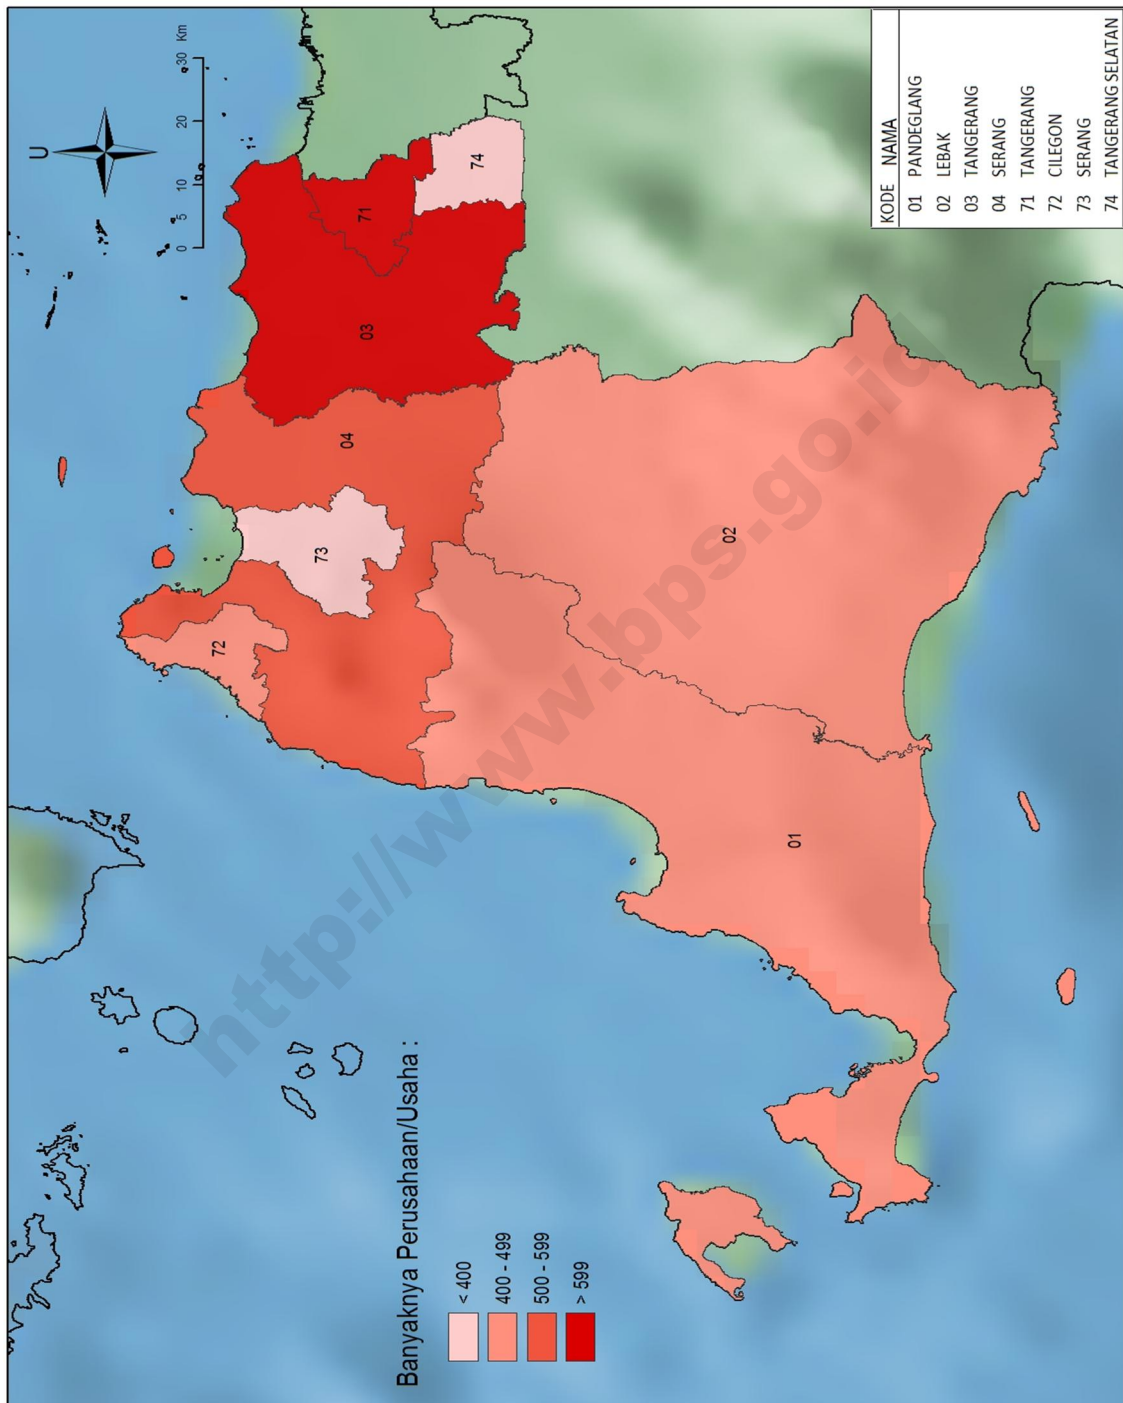 U
0 5 10 20 30 Km
03
71
74
04
73
72
02
01
Banyaknya Perusahaan/Usaha :
< 400
400 - 499
500 - 599
> 599
KODE NAMA
01 PANDEGLANG
02 LEBAK
03 TANGERANG
04 SERANG
71 TANGERANG
72 CILEGON
73 SERANG
74 TANGERANG SELATAN
http://www.bps.go.id